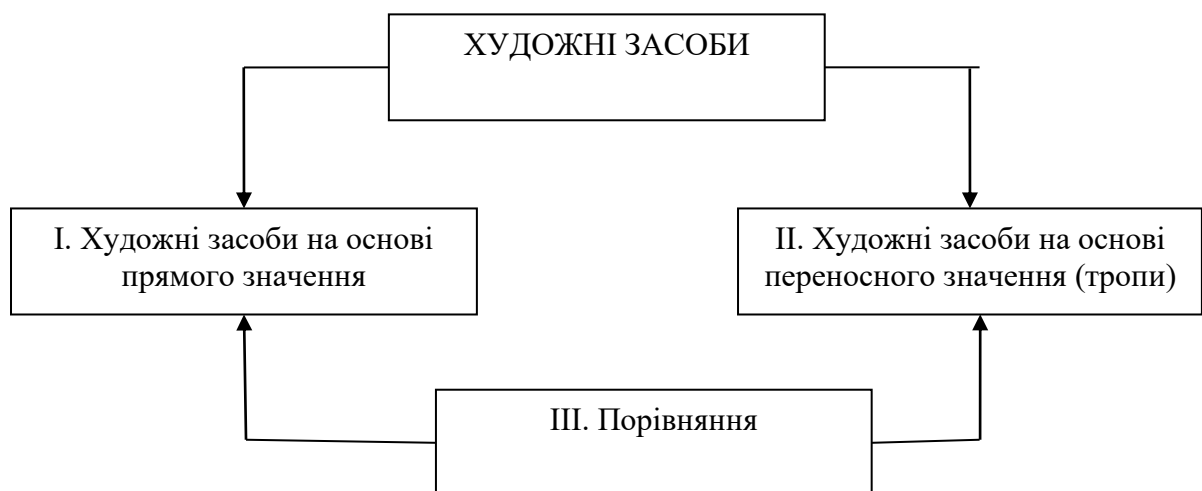 ХУДОЖНІ ЗАСОБИ
І. Художні засоби на основі
прямого значення
ІІ. Художні засоби на основі
переносного значення (тропи)
ІІІ. Порівняння